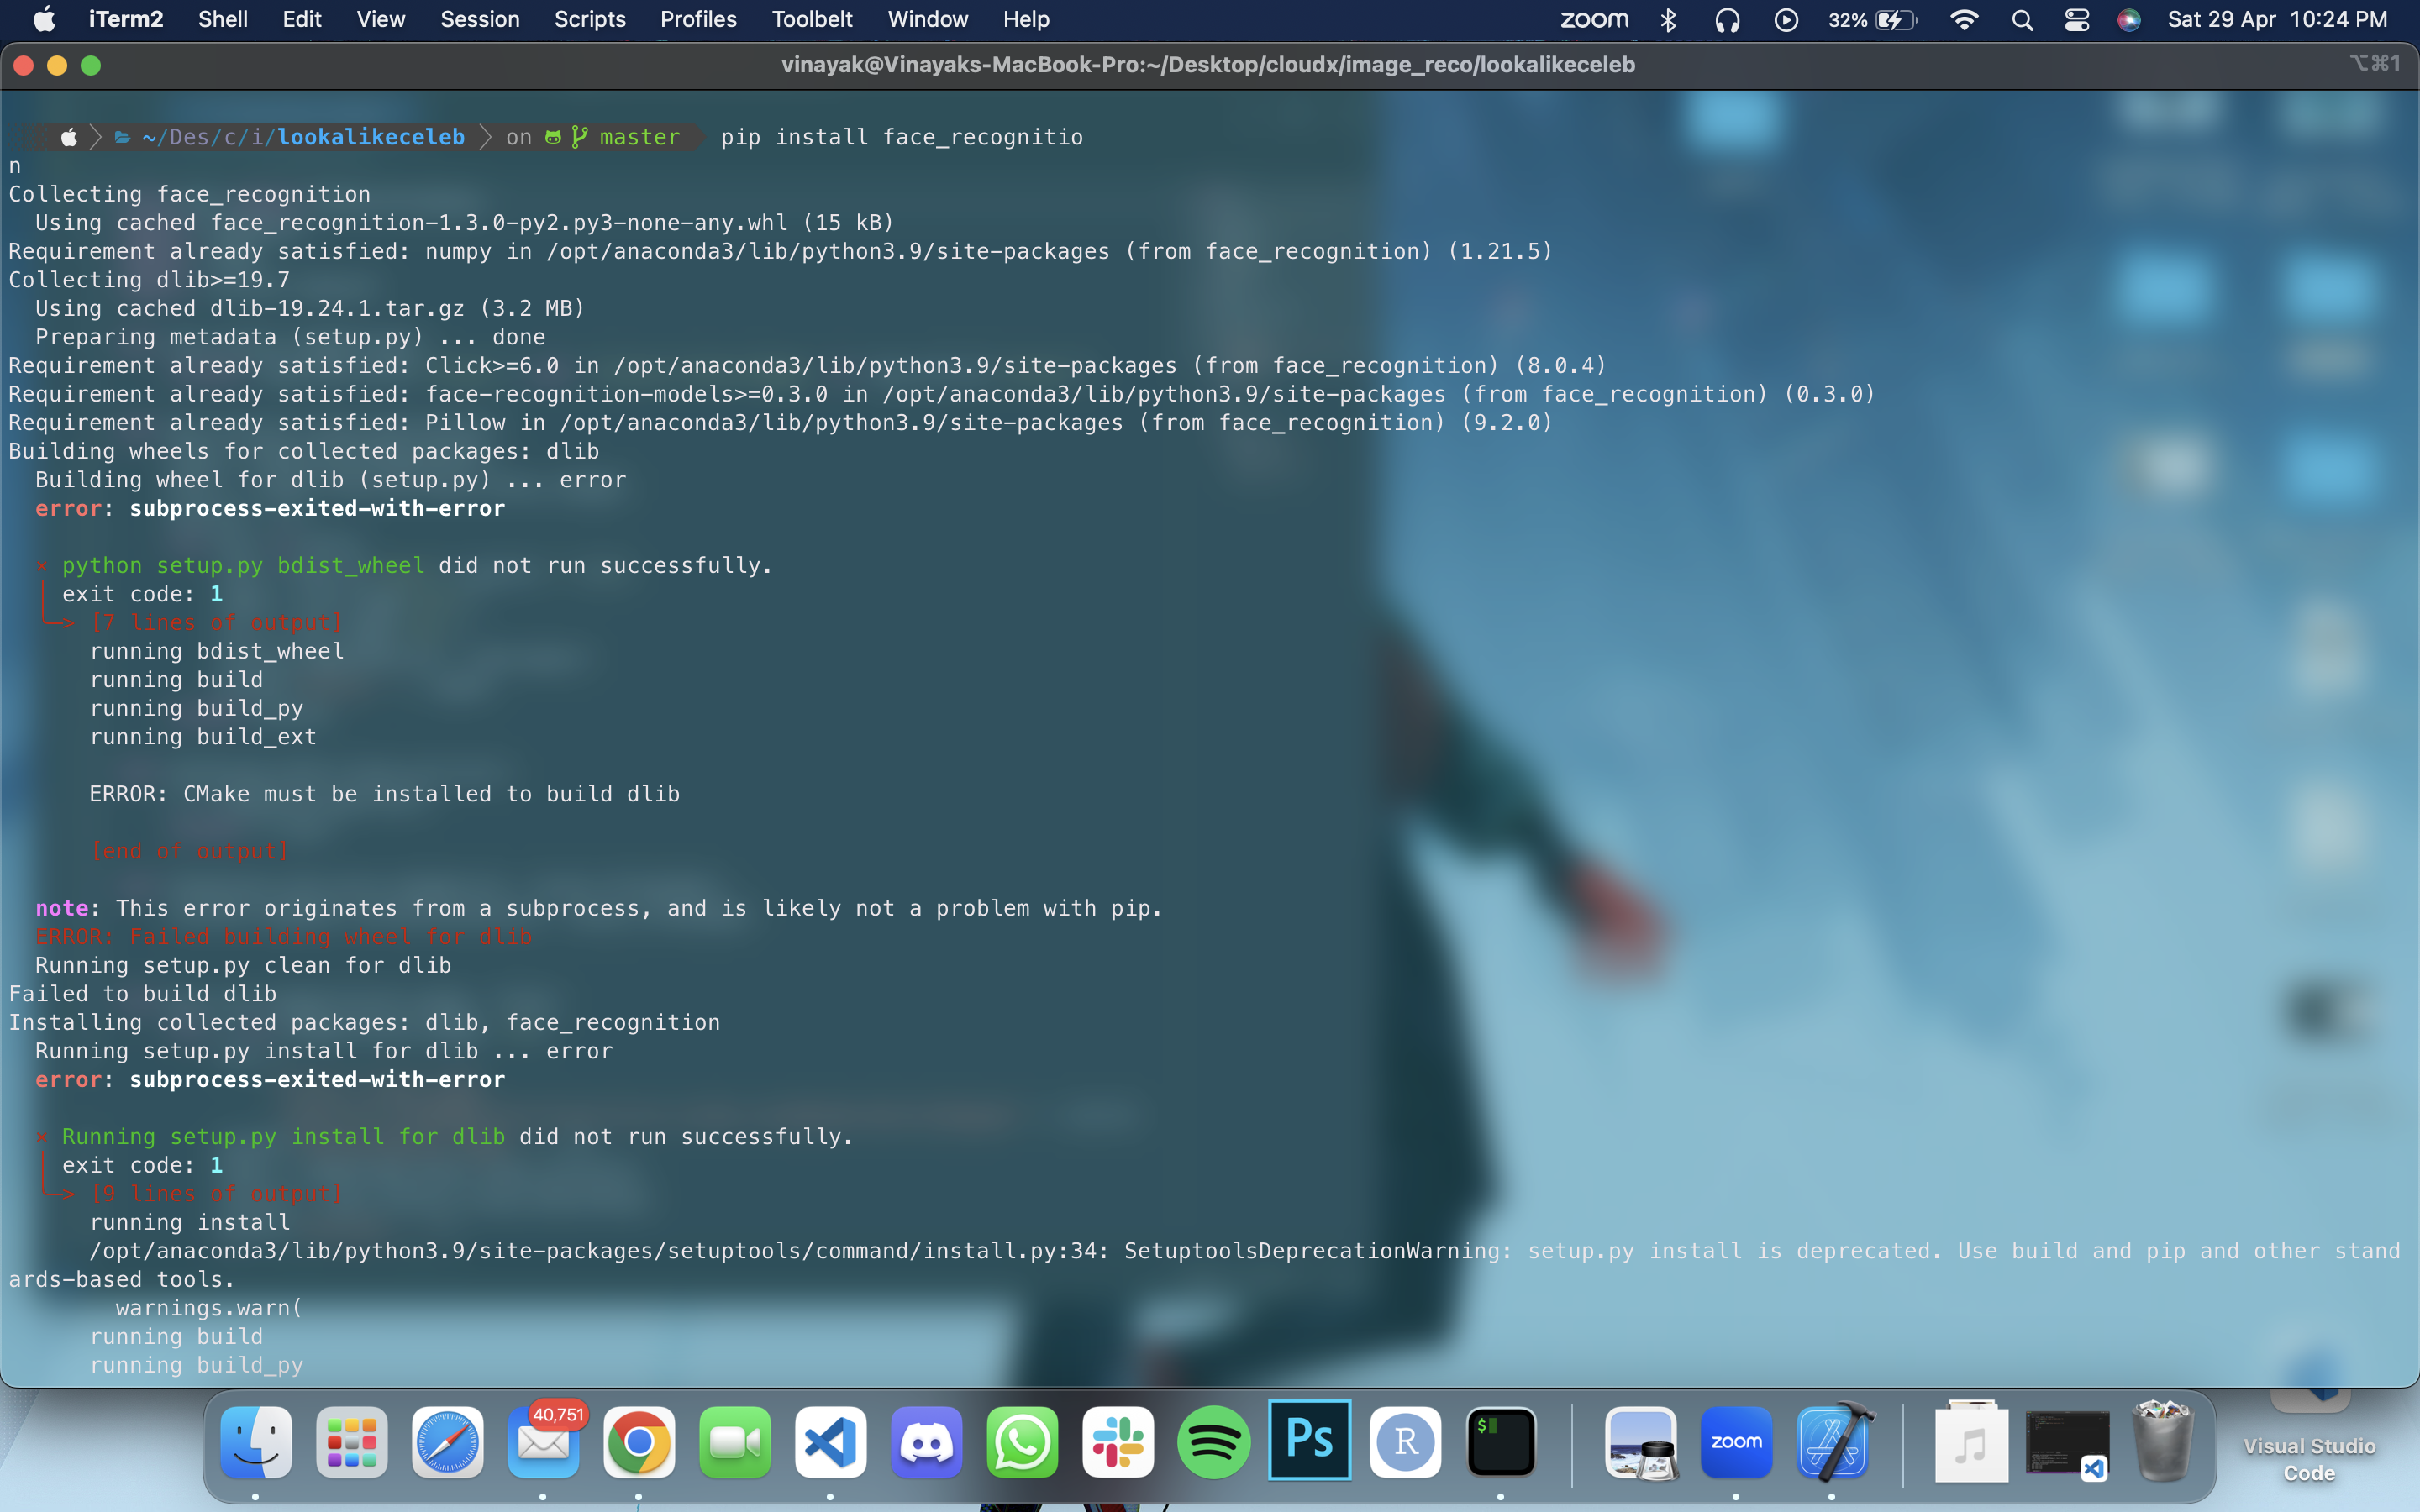 iTerm2 Shell Edit View Session Scripts Profiles Toolbelt Window Help zoom 32% Sat 29 Apr 10:24 PM
vinayak@Vinayaks-MacBook-Pro:~/Desktop/cloudx/image_reco/lookalikeceleb ⌥⌘1
~/Des/c/i/lookalikeceleb on master pip install face_recognitio
n
Collecting face_recognition
Using cached face_recognition-1.3.0-py2.py3-none-any.whl (15 kB)
Requirement already satisfied: numpy in /opt/anaconda3/lib/python3.9/site-packages (from face_recognition) (1.21.5)
Collecting dlib>=19.7
Using cached dlib-19.24.1.tar.gz (3.2 MB)
Preparing metadata (setup.py) ... done
Requirement already satisfied: Click>=6.0 in /opt/anaconda3/lib/python3.9/site-packages (from face_recognition) (8.0.4)
Requirement already satisfied: face-recognition-models>=0.3.0 in /opt/anaconda3/lib/python3.9/site-packages (from face_recognition) (0.3.0)
Requirement already satisfied: Pillow in /opt/anaconda3/lib/python3.9/site-packages (from face_recognition) (9.2.0)
Building wheels for collected packages: dlib
Building wheel for dlib (setup.py) ... error
error: subprocess-exited-with-error
× python setup.py bdist_wheel did not run successfully.
│ exit code: 1
╰─> [7 lines of output]
running bdist_wheel
running build
running build_py
running build_ext
ERROR: CMake must be installed to build dlib
[end of output]
note: This error originates from a subprocess, and is likely not a problem with pip.
ERROR: Failed building wheel for dlib
Running setup.py clean for dlib
Failed to build dlib
Installing collected packages: dlib, face_recognition
Running setup.py install for dlib ... error
error: subprocess-exited-with-error
× Running setup.py install for dlib did not run successfully.
│ exit code: 1
╰─> [9 lines of output]
running install
/opt/anaconda3/lib/python3.9/site-packages/setuptools/command/install.py:34: SetuptoolsDeprecationWarning: setup.py install is deprecated. Use build and pip and other stand
ards-based tools.
warnings.warn(
running build
running build_py
40,751
Ps
R
$
zoom
Visual Studio
Code